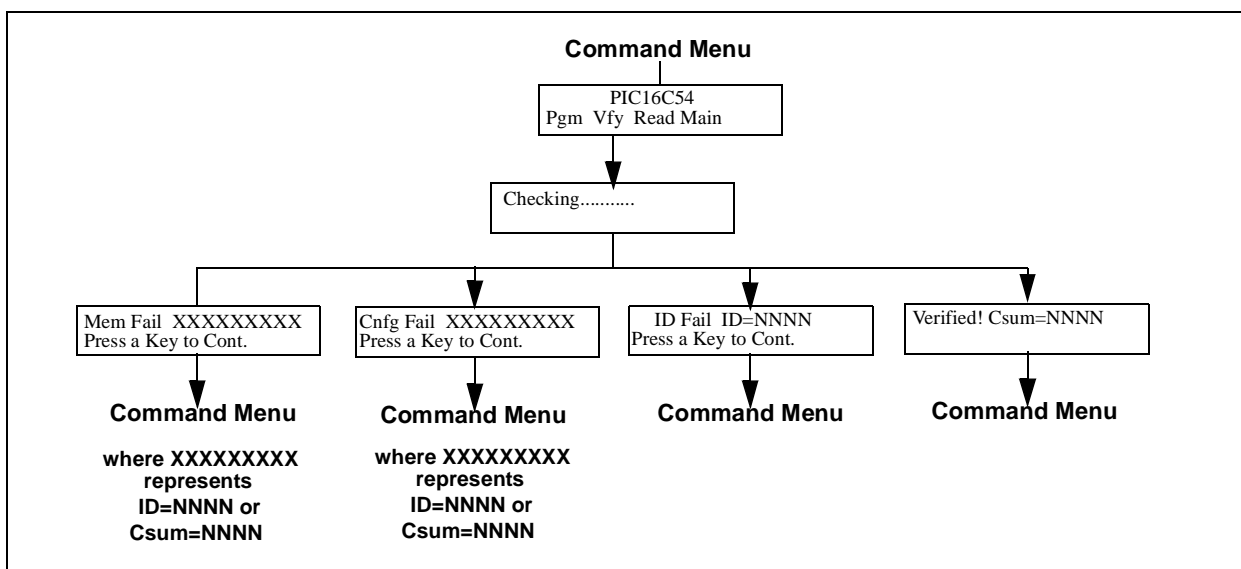 Command Menu
PIC16C54
Pgm Vfy Read Main
Checking...........
Mem Fail XXXXXXXXX
Press a Key to Cont.
Cnfg Fail XXXXXXXXX
Press a Key to Cont.
ID Fail ID=NNNN
Press a Key to Cont.
Verified! Csum=NNNN
Command Menu
where XXXXXXXXX
represents
ID=NNNN or
Csum=NNNN
Command Menu
where XXXXXXXXX
represents
ID=NNNN or
Csum=NNNN
Command Menu
Command Menu